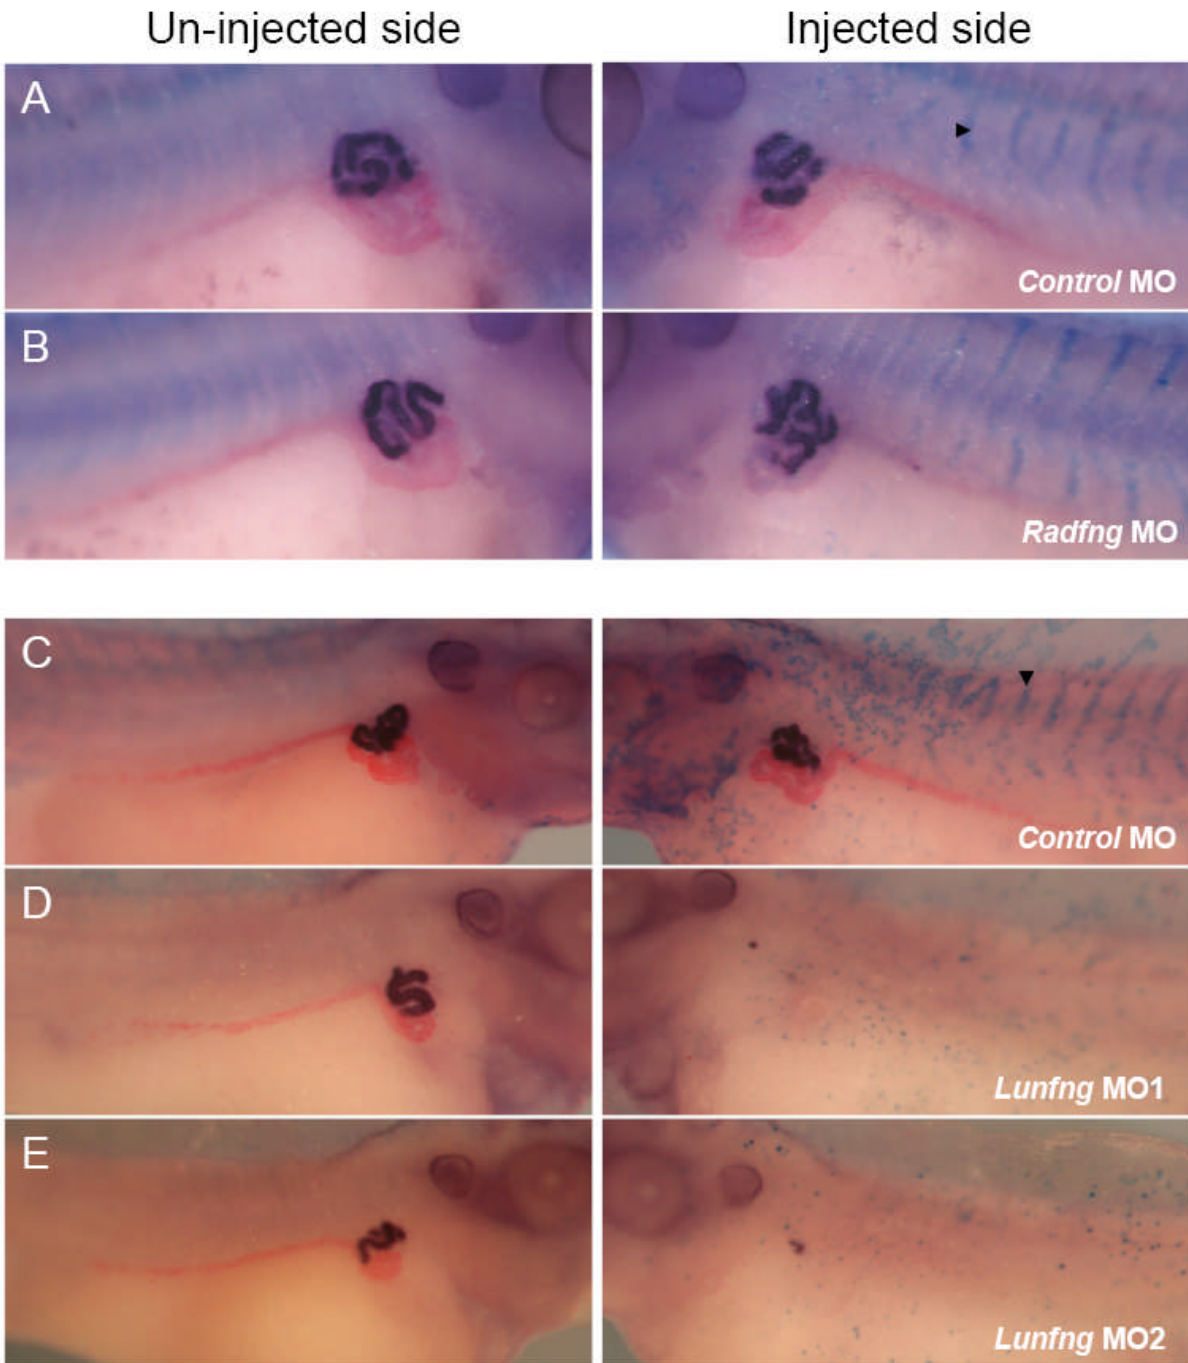 Un-injected side
Injected side
A
Control MO
B
Radfng MO
C
Control MO
D
Lunfng MO1
E
Lunfng MO2